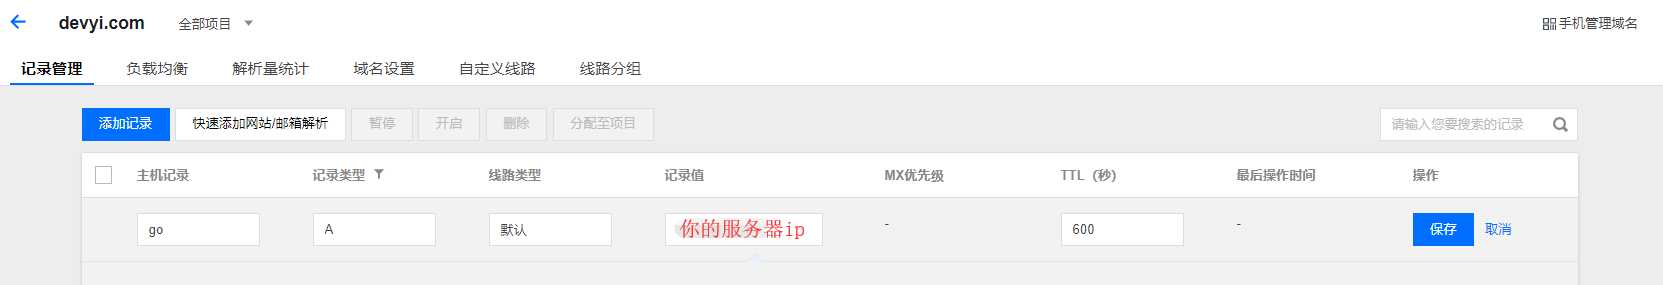 devyi.com 全部项目 手机管理域名
记录管理 负载均衡 解析量统计 域名设置 自定义线路 线路分组
添加记录 快速添加网站/邮箱解析 暂停 开启 删除 分配至项目 请输入您要搜索的记录
主机记录 记录类型 线路类型 记录值 MX优先级 TTL（秒） 最后操作时间 操作
go A 默认 你的服务器ip - 600 - 保存 取消